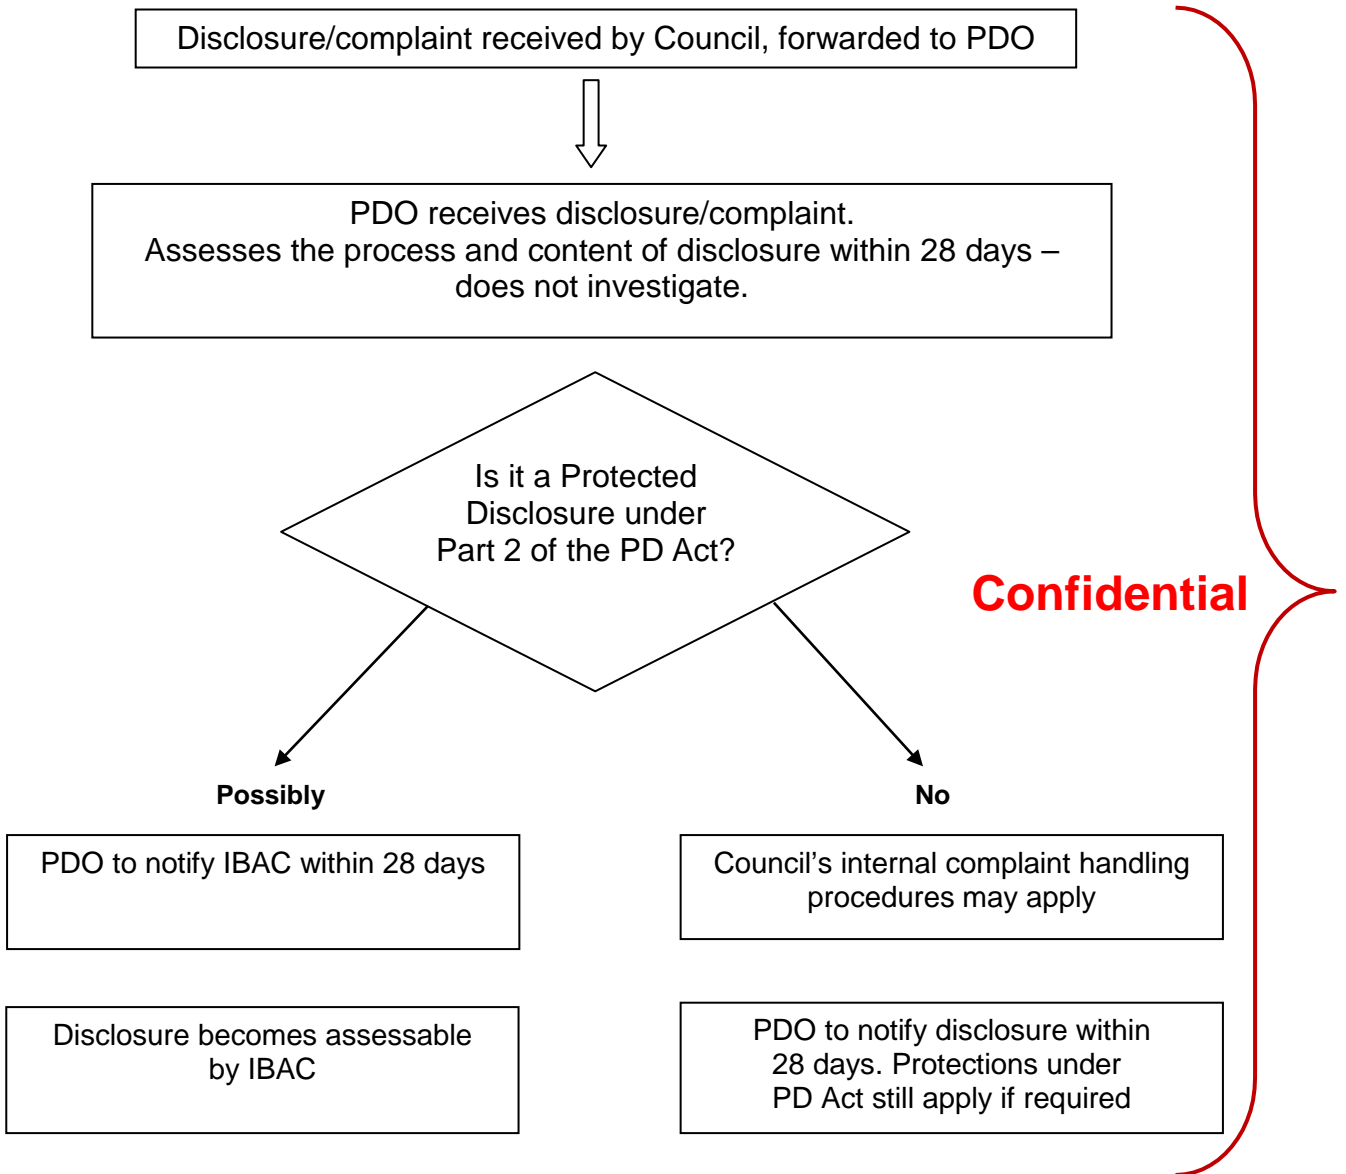 Disclosure/complaint received by Council, forwarded to PDO
PDO receives disclosure/complaint.
Assesses the process and content of disclosure within 28 days –
does not investigate.
Is it a Protected
Disclosure under
Part 2 of the PD Act?
Confidential
Possibly
No
PDO to notify IBAC within 28 days
Council’s internal complaint handling
procedures may apply
Disclosure becomes assessable
by IBAC
PDO to notify disclosure within
28 days. Protections under
PD Act still apply if required